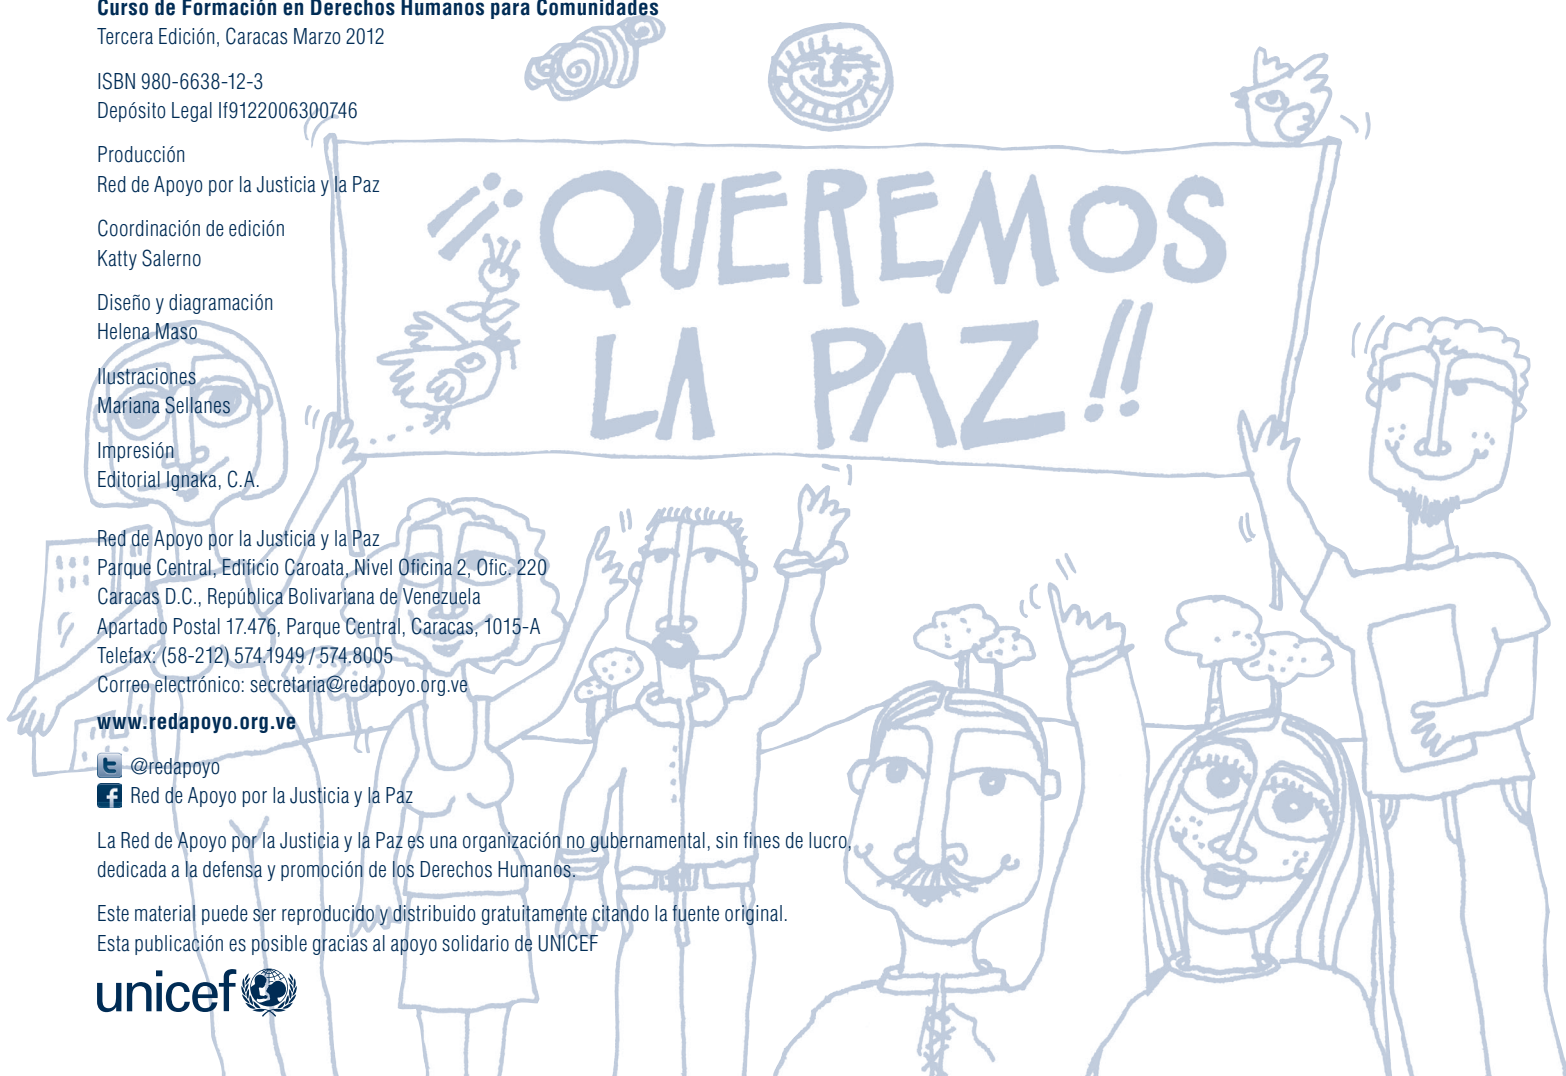 Curso de Formación en Derechos Humanos para Comunidades
Tercera Edición, Caracas Marzo 2012
ISBN 980-6638-12-3
Depósito Legal lf9122006300746
Producción
Red de Apoyo por la Justicia y la Paz
Coordinación de edición
Katty Salerno
Diseño y diagramación
Helena Maso
Ilustraciones
Mariana Sellanes
Impresión
Editorial Ignaka, C.A.
Red de Apoyo por la Justicia y la Paz
Parque Central, Edificio Caroata, Nivel Oficina 2, Ofic. 220
Caracas D.C., República Bolivariana de Venezuela
Apartado Postal 17.476, Parque Central, Caracas, 1015-A
Telefax: (58-212) 574.1949 / 574.8005
Correo electrónico: secretaria@redapoyo.org.ve
www.redapoyo.org.ve
@redapoyo
Red de Apoyo por la Justicia y la Paz
La Red de Apoyo por la Justicia y la Paz es una organización no gubernamental, sin fines de lucro,
dedicada a la defensa y promoción de los Derechos Humanos.
Este material puede ser reproducido y distribuido gratuitamente citando la fuente original.
Esta publicación es posible gracias al apoyo solidario de UNICEF
unicef
¡¡QUEREMOS
LA PAZ!!